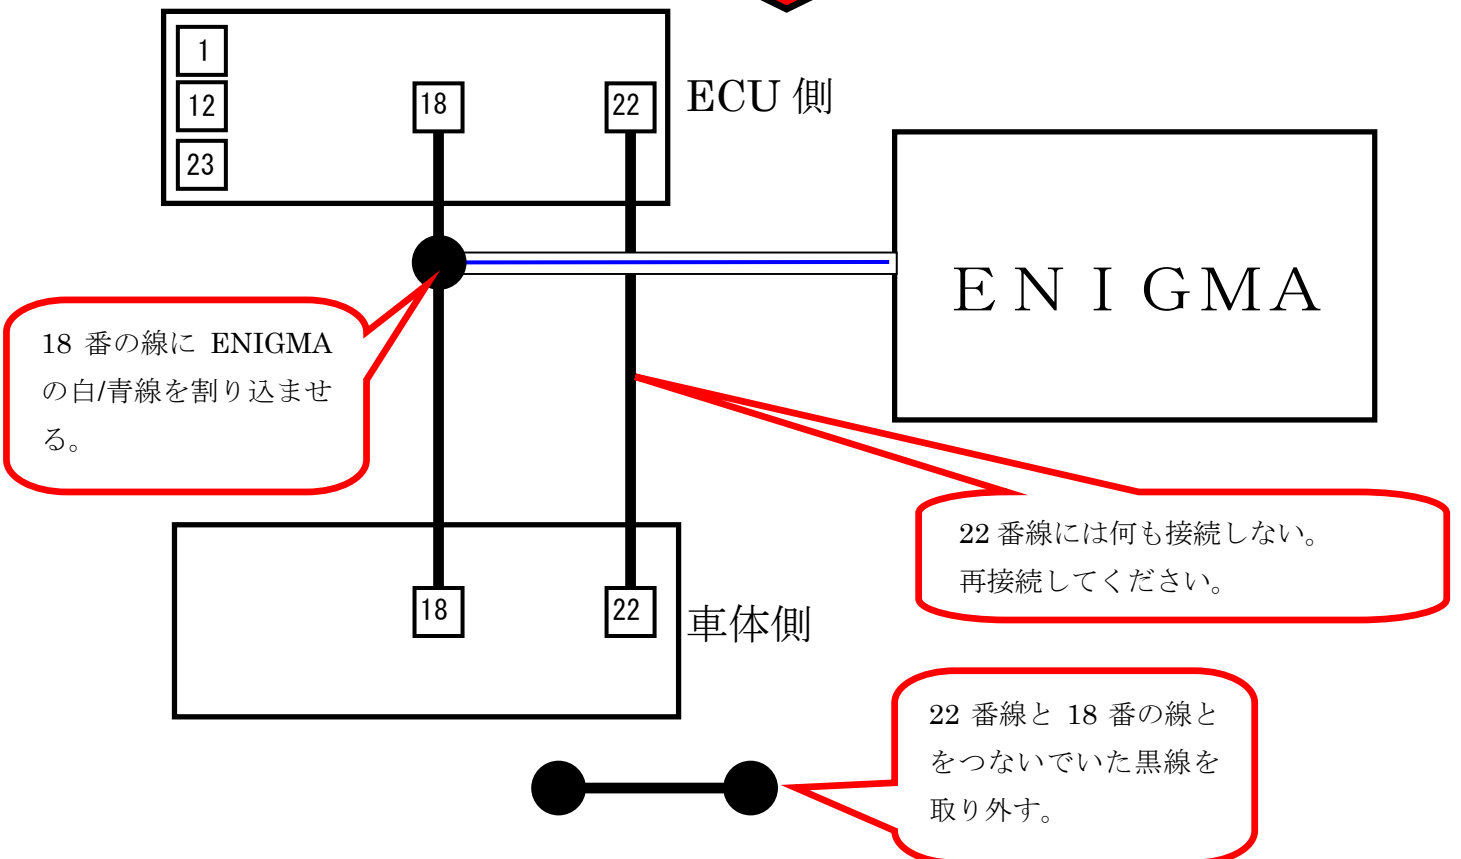 1
12
18
22
ECU 側
23
ENIGMA
18 番の線に ENIGMA
の白/青線を割り込ませ
る。
22 番線には何も接続しない。
再接続してください。
18
22
車体側
22 番線と 18 番の線と
をつないでいた黒線を
取り外す。